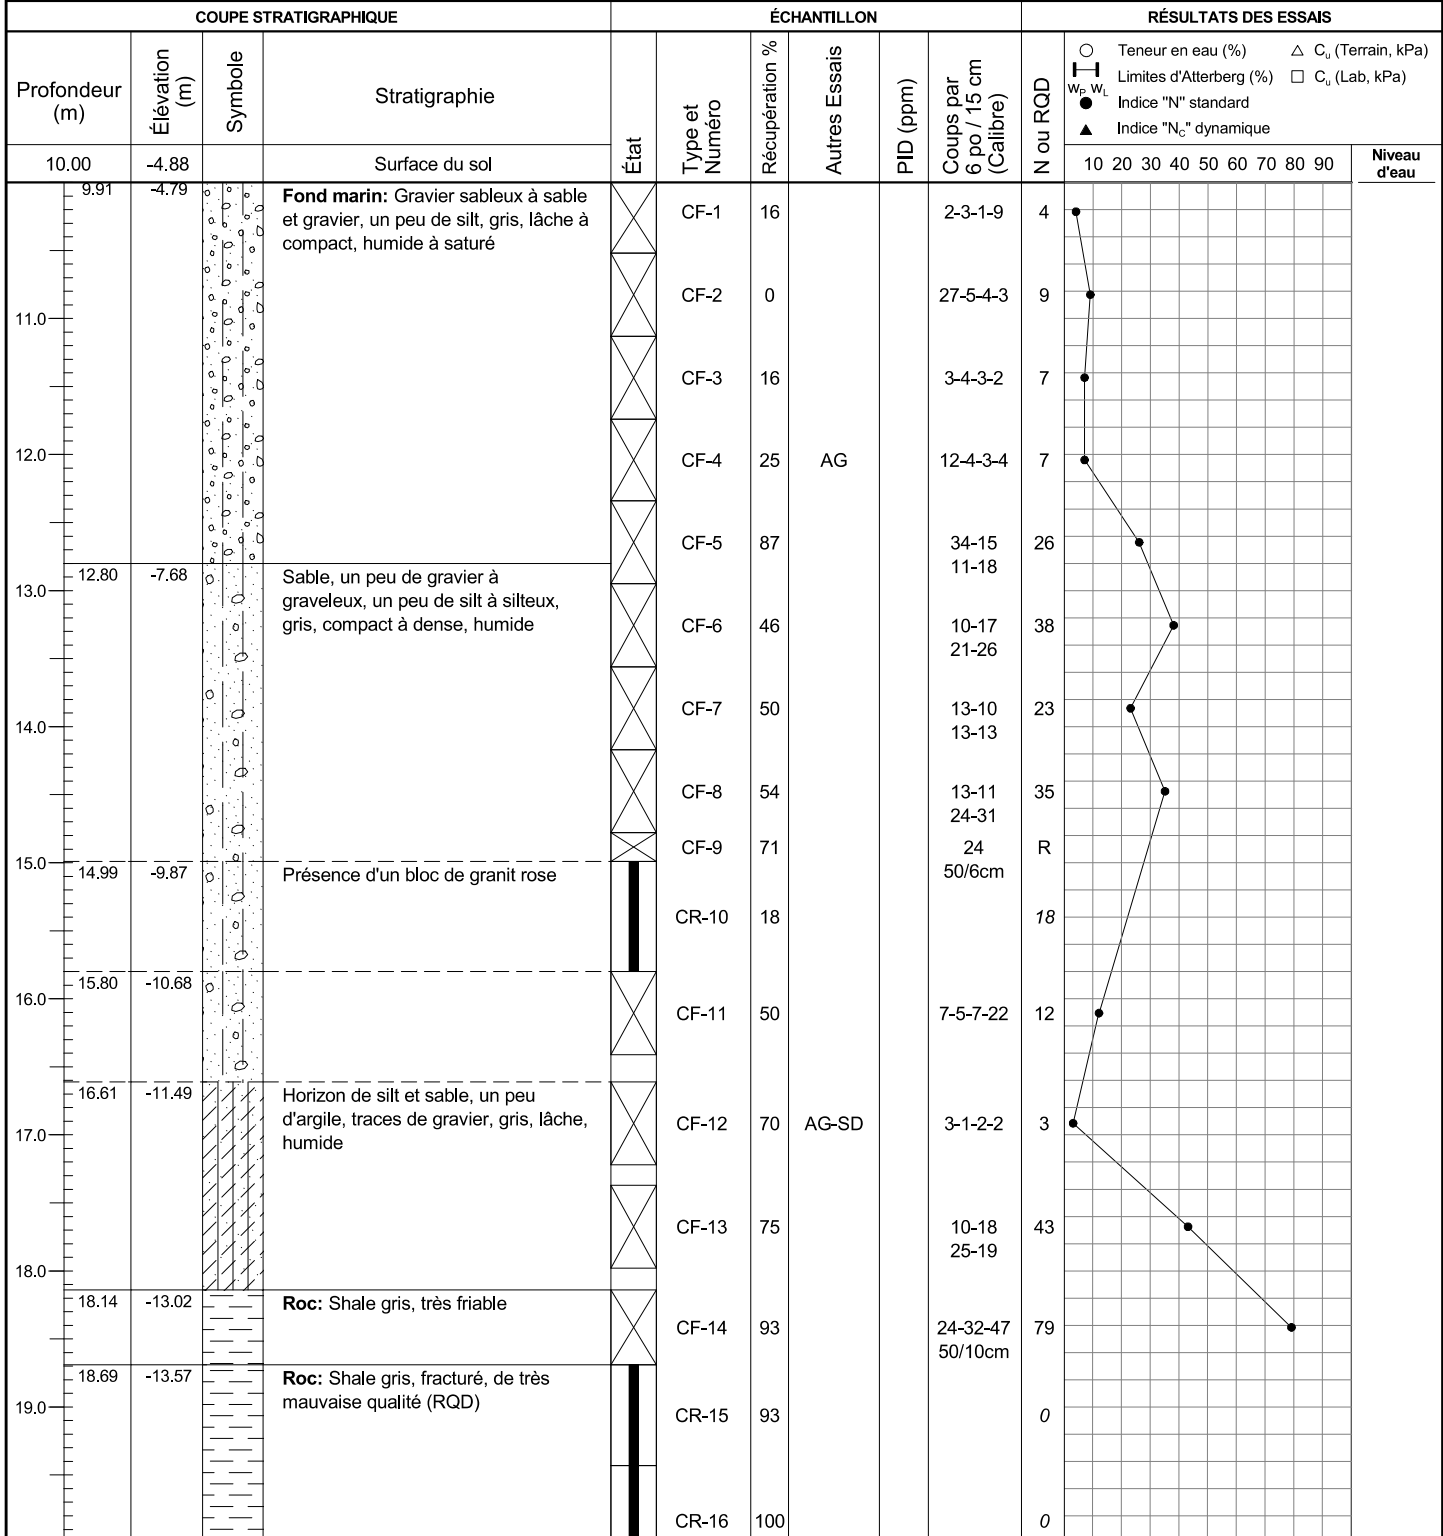 COUPE STRATIGRAPHIQUE
ÉCHANTILLON
RÉSULTATS DES ESSAIS
Profondeur (m)
Élévation (m)
Symbole
Stratigraphie
État
Type et Numéro
Récupération %
Autres Essais
PID (ppm)
Coups par 6 po / 15 cm (Calibre)
N ou RQD
Teneur en eau (%)
C_u (Terrain, kPa)
Limites d'Atterberg (%)
C_u (Lab, kPa)
W_P W_L
Indice "N" standard
Indice "N_C" dynamique
10 20 30 40 50 60 70 80 90
Niveau d'eau
10.00 -4.88 Surface du sol
9.91 -4.79 Fond marin: Gravier sableux à sable
et gravier, un peu de silt, gris, lâche à
compact, humide à saturé
CF-1 16 2-3-1-9 4
CF-2 0 27-5-4-3 9
11.0
CF-3 16 3-4-3-2 7
12.0
CF-4 25 AG 12-4-3-4 7
CF-5 87 34-15 26
11-18
12.80 -7.68 Sable, un peu de gravier à
graveleux, un peu de silt à silteux,
gris, compact à dense, humide
13.0
CF-6 46 10-17 38
21-26
CF-7 50 13-10 23
13-13
14.0
CF-8 54 13-11 35
24-31
CF-9 71 24 R
50/6cm
15.0
14.99 -9.87 Présence d'un bloc de granit rose
CR-10 18 18
15.80 -10.68
16.0
CF-11 50 7-5-7-22 12
16.61 -11.49 Horizon de silt et sable, un peu
d'argile, traces de gravier, gris, lâche,
humide
17.0
CF-12 70 AG-SD 3-1-2-2 3
CF-13 75 10-18 43
25-19
18.0
18.14 -13.02 Roc: Shale gris, très friable
CF-14 93 24-32-47 79
50/10cm
18.69 -13.57 Roc: Shale gris, fracturé, de très
mauvaise qualité (RQD)
19.0
CR-15 93 0
CR-16 100 0